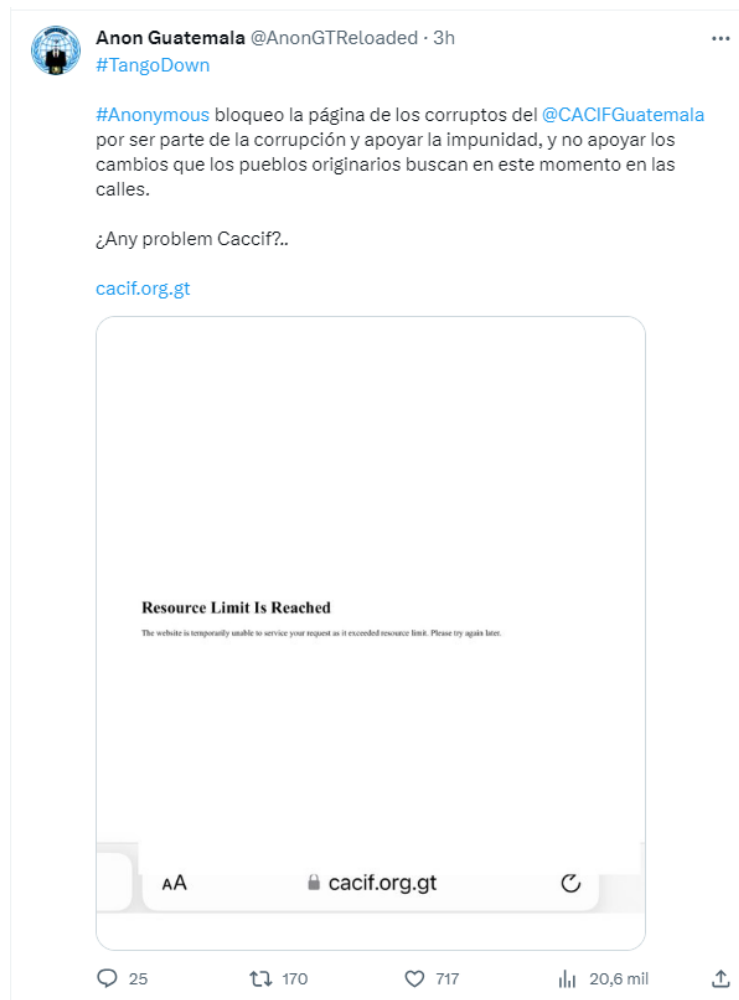 Anon Guatemala @AnonGTReloaded · 3h
#TangoDown
#Anonymous bloqueo la página de los corruptos del @CACIFGuatemala
por ser parte de la corrupción y apoyar la impunidad, y no apoyar los
cambios que los pueblos originarios buscan en este momento en las
calles.
¿Any problem Caccif?..
cacif.org.gt
Resource Limit Is Reached
The website is temporarily unable to service your request as it exceeded resource limit. Please try again later.
AA cacif.org.gt
25 170 717 20,6 mil